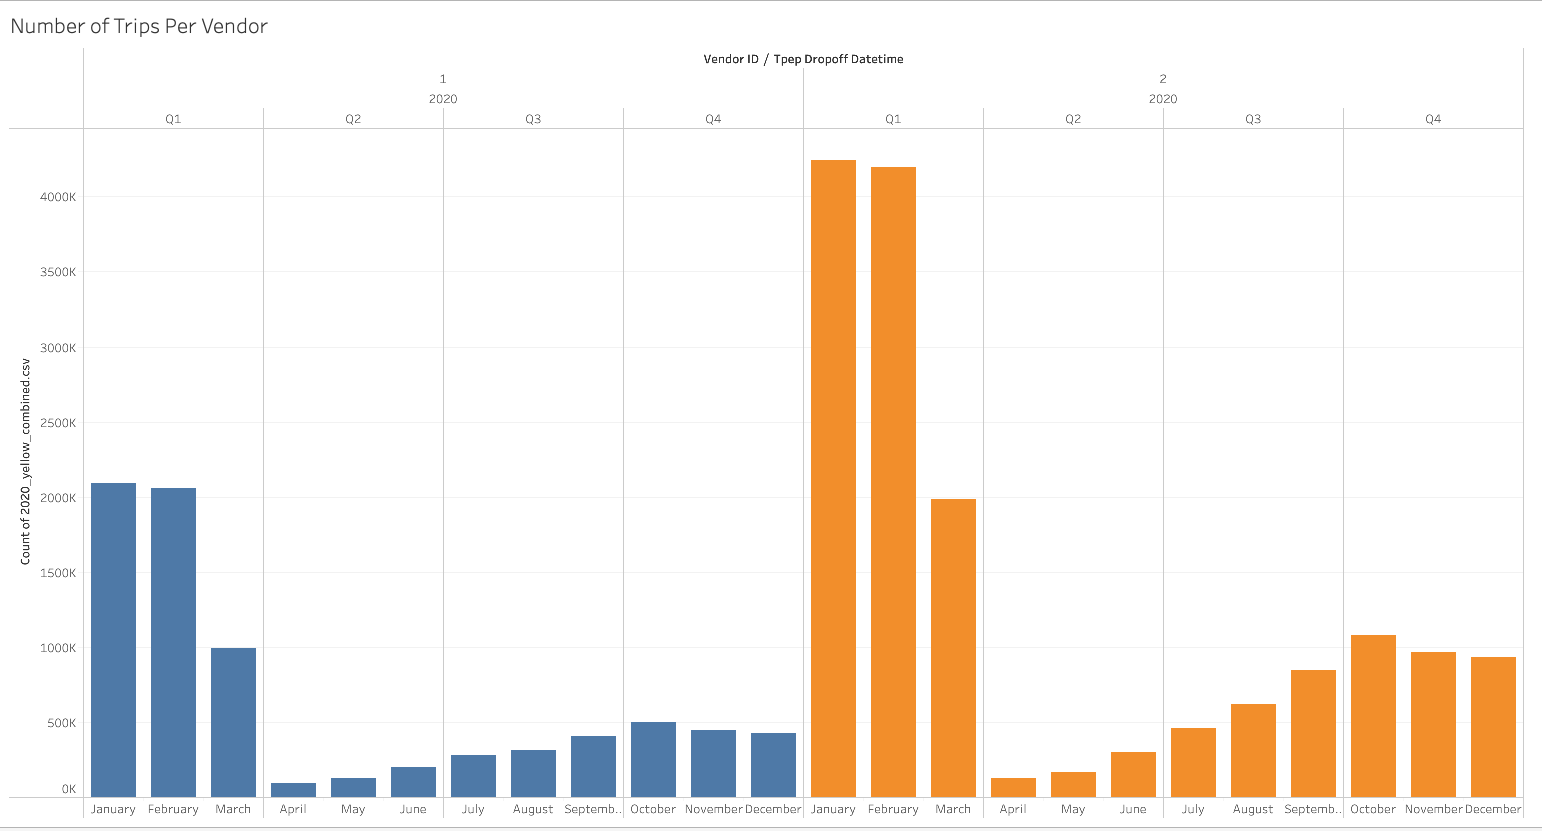 Number of Trips Per Vendor
Vendor ID / Tpep Dropoff Datetime
1 2
2020 2020
Q1 Q2 Q3 Q4 Q1 Q2 Q3 Q4
4000K
3500K
3000K
2500K
2000K
1500K
1000K
500K
0K
Count of 2020_yellow_combined.csv
January February March April May June July August Septemb.. October November December January February March April May June July August Septemb.. October November December